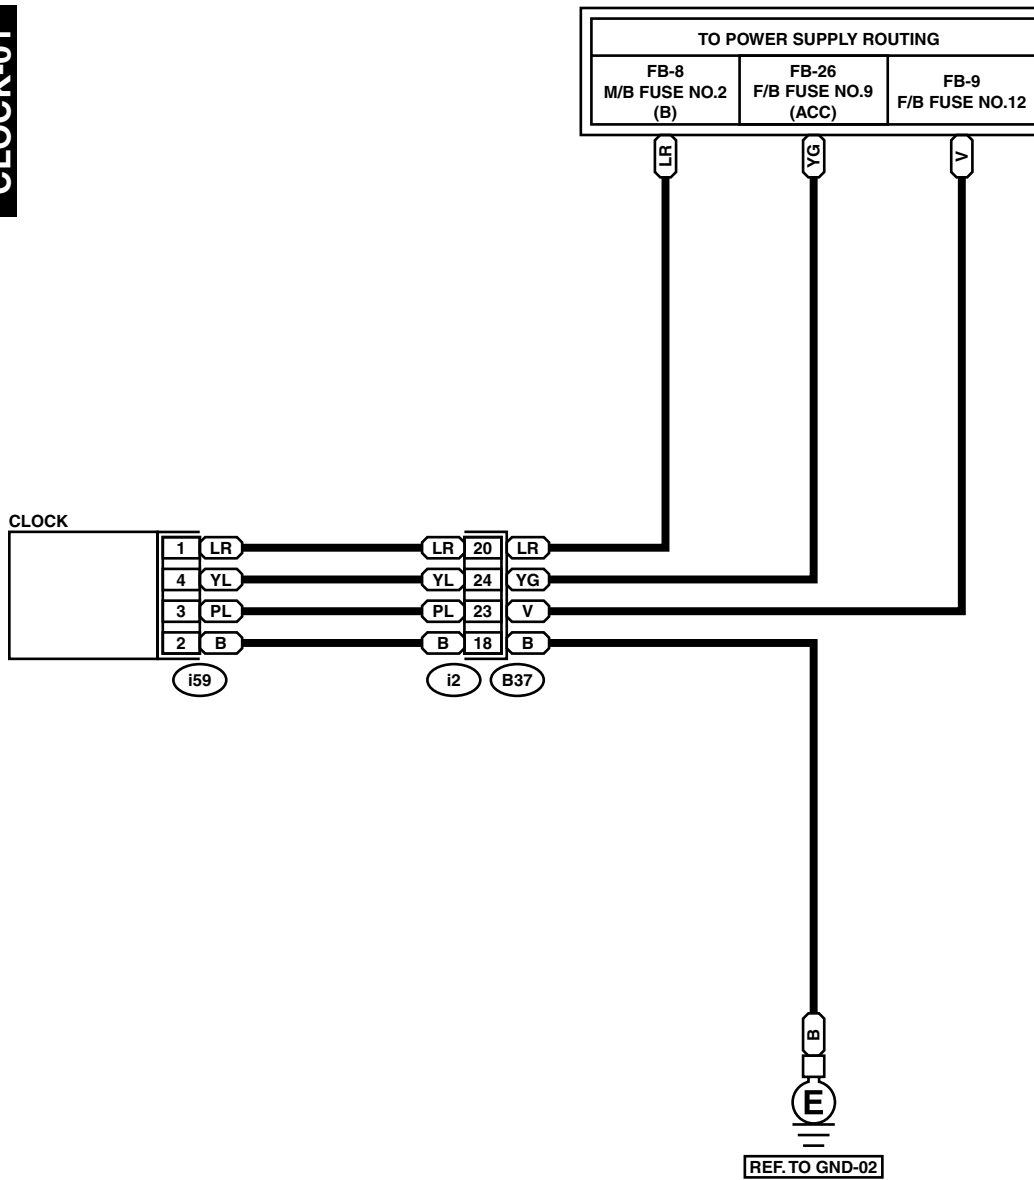 CLOCK-01
TO POWER SUPPLY ROUTING
FB-8
M/B FUSE NO.2
(B)
FB-26
F/B FUSE NO.9
(ACC)
FB-9
F/B FUSE NO.12
LR
YG
V
CLOCK
1 LR LR 20 LR
4 YL YL 24 YG
3 PL PL 23 V
2 B B 18 B
i59 i2 B37
B
E
REF. TO GND-02